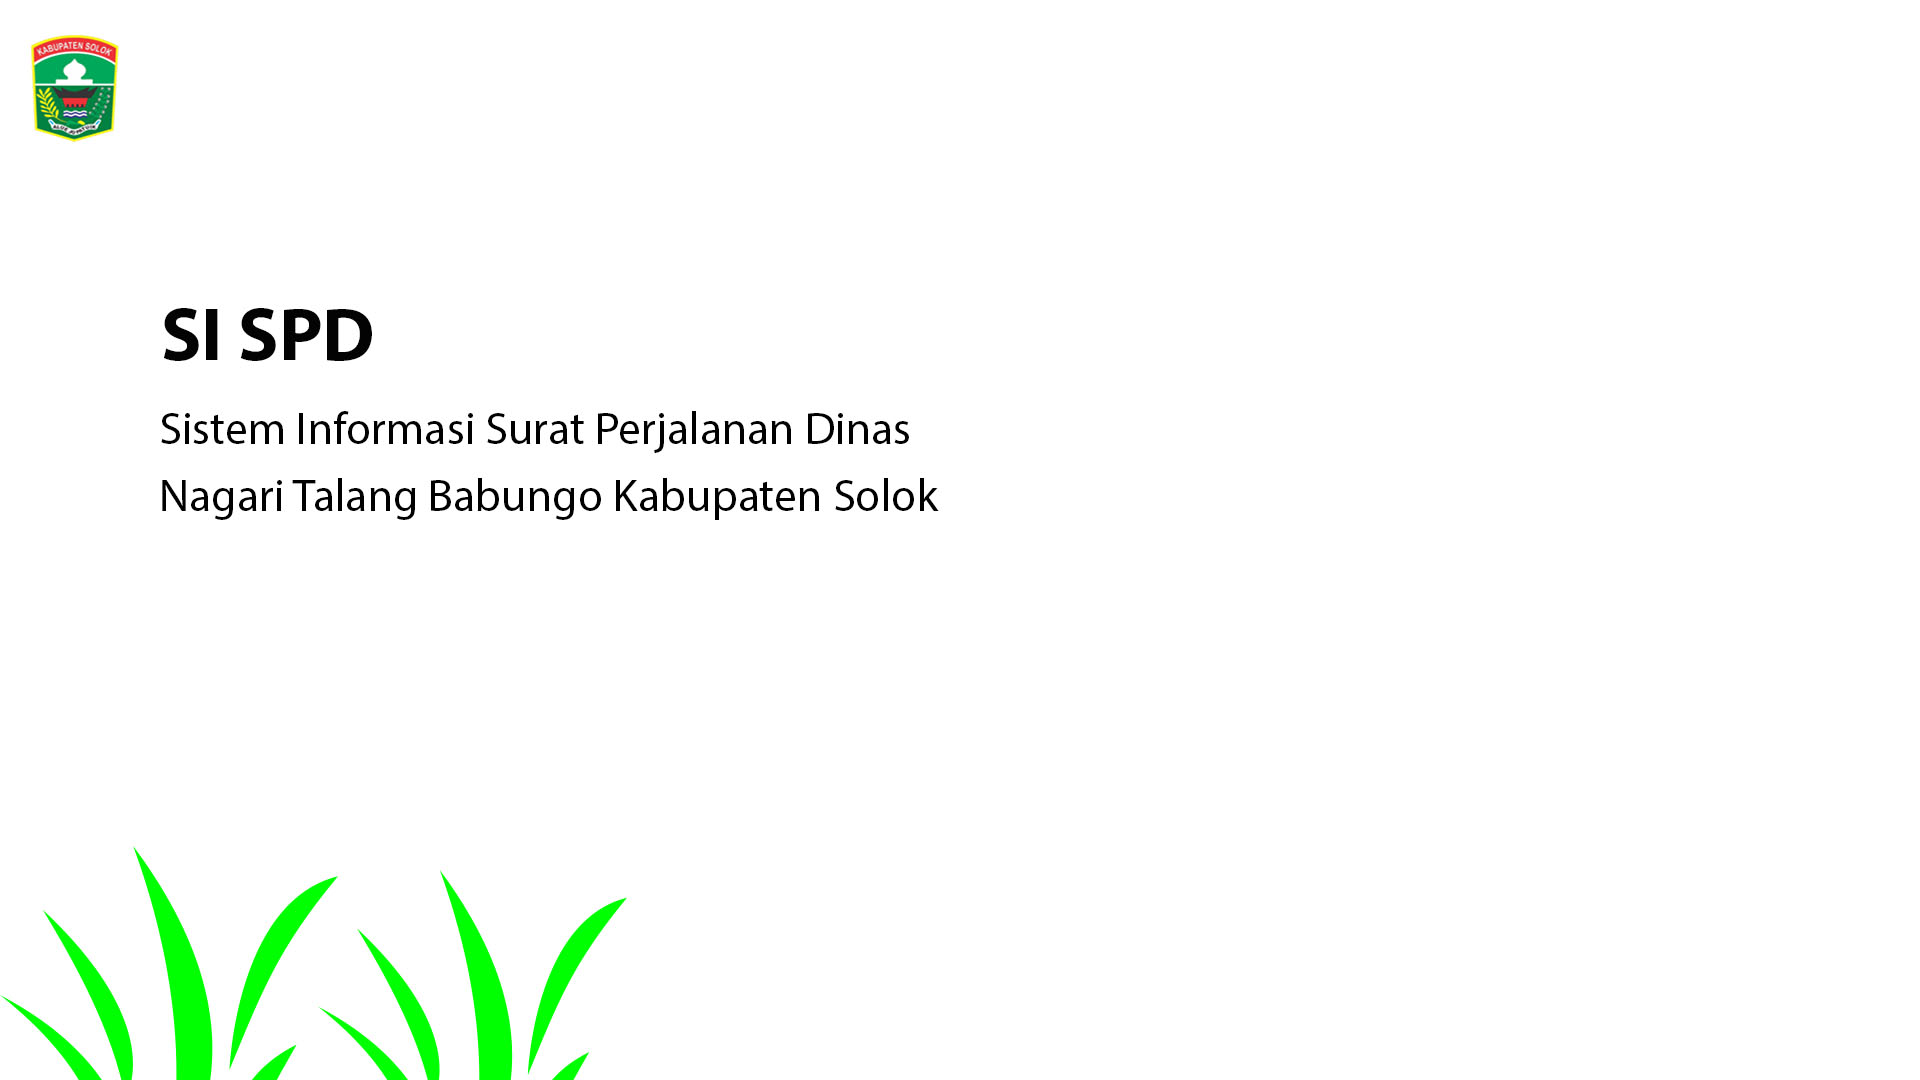 KABUPATEN SOLOK
SI SPD
Sistem Informasi Surat Perjalanan Dinas
Nagari Talang Babungo Kabupaten Solok